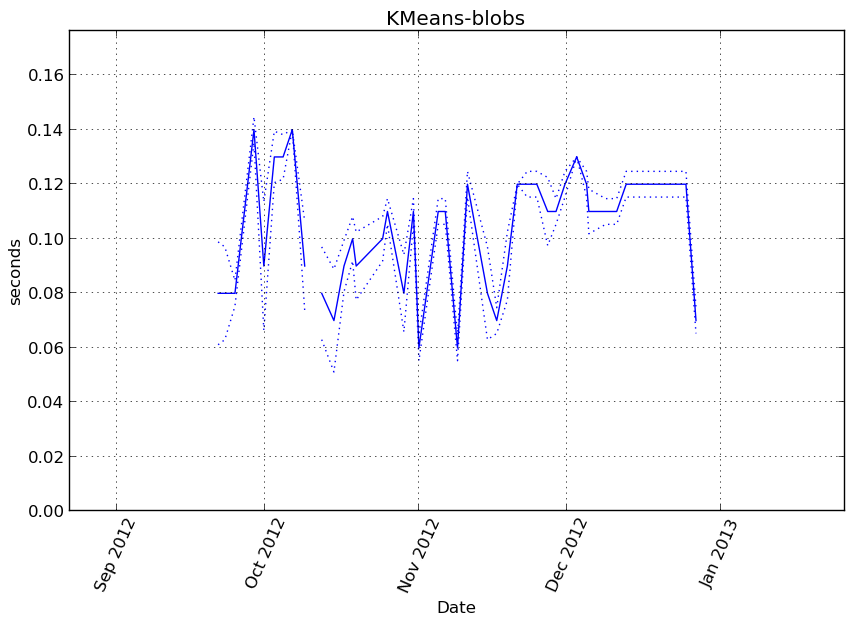 KMeans-blobs
0.16
0.14
0.12
0.10
0.08
0.06
0.04
0.02
0.00
seconds
Sep 2012
Oct 2012
Nov 2012
Dec 2012
Jan 2013
Date